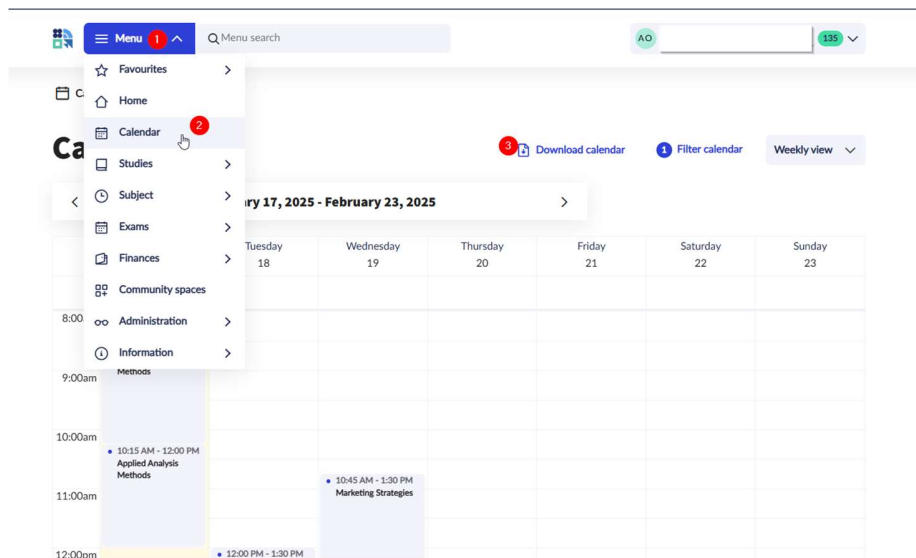 Menu 1
Menu search
AO
135
Favourites
Home
Calendar 2
Studies
Subject
Exams
Finances
Community spaces
Administration
Information
Ca
3 Download calendar
1 Filter calendar
Weekly view
ry 17, 2025 - February 23, 2025
Tuesday Wednesday Thursday Friday Saturday Sunday
18 19 20 21 22 23
8:00
Methods
9:00am
10:00am
10:15 AM - 12:00 PM
Applied Analysis
Methods
10:45 AM - 1:30 PM
Marketing Strategies
11:00am
12:00pm
12:00 PM - 1:30 PM